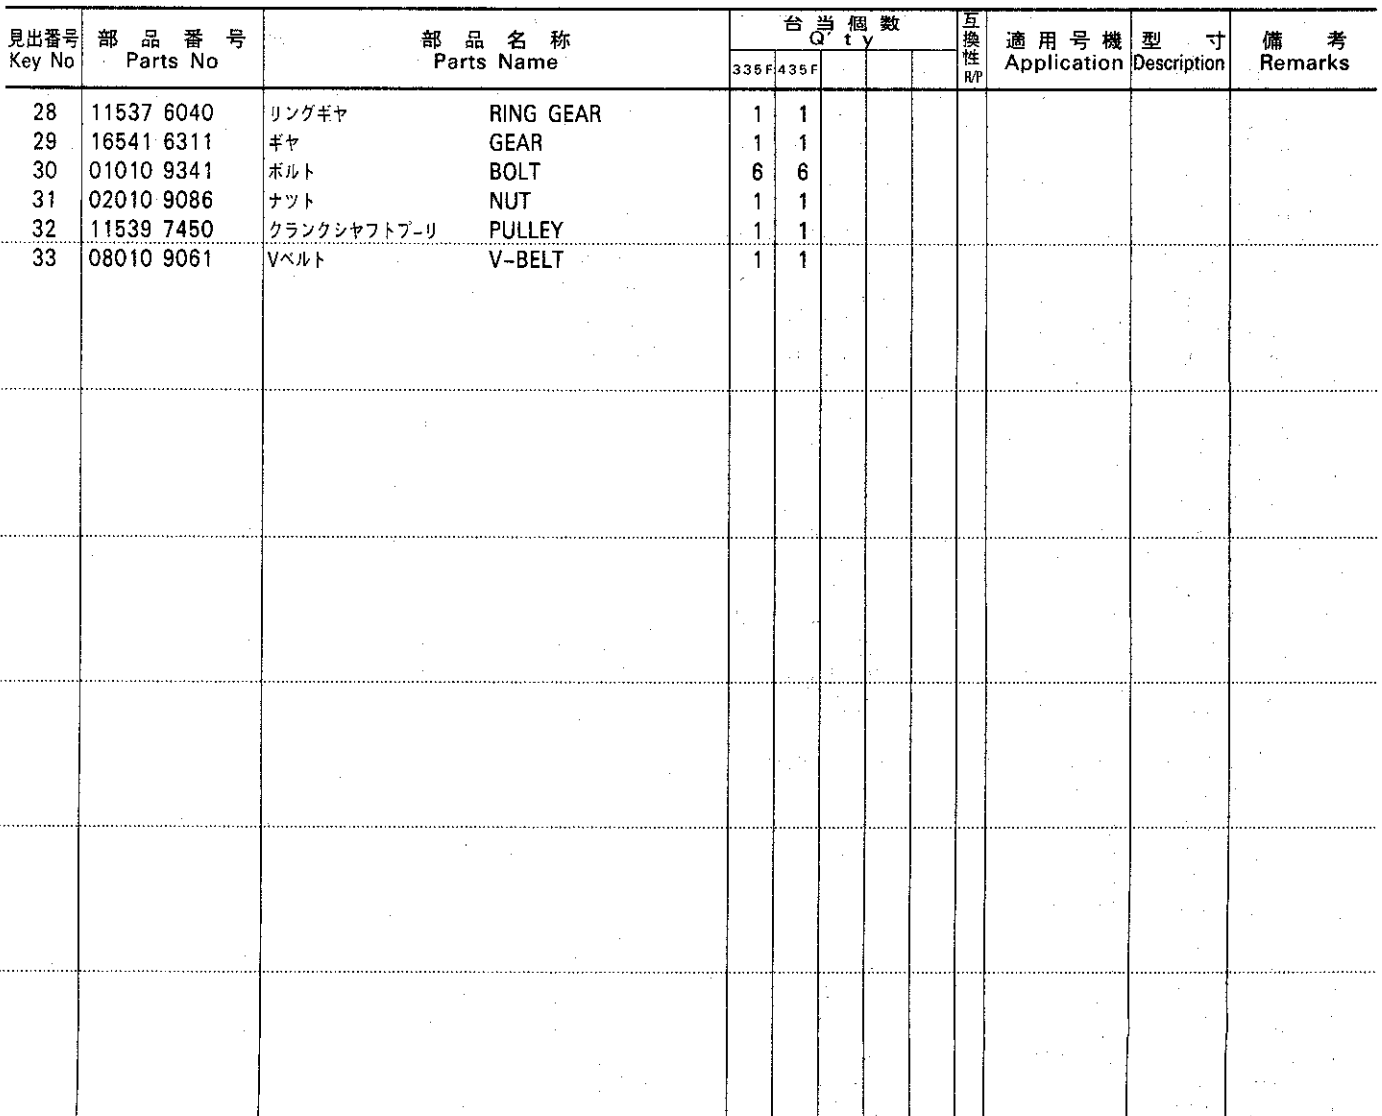 見出番号 部品番号 部品名称 台当個数 互換性 適用号機 型寸 備考
Key No Parts No Parts Name Q'ty R/P Application Description Remarks
335F 435F
28 11537 6040 リングギヤ RING GEAR 1 1
29 16541 6311 ギヤ GEAR 1 1
30 01010 9341 ボルト BOLT 6 6
31 02010 9086 ナツト NUT 1 1
32 11539 7450 クランクシヤフトプーリ PULLEY 1 1
33 08010 9061 Vベルト V-BELT 1 1